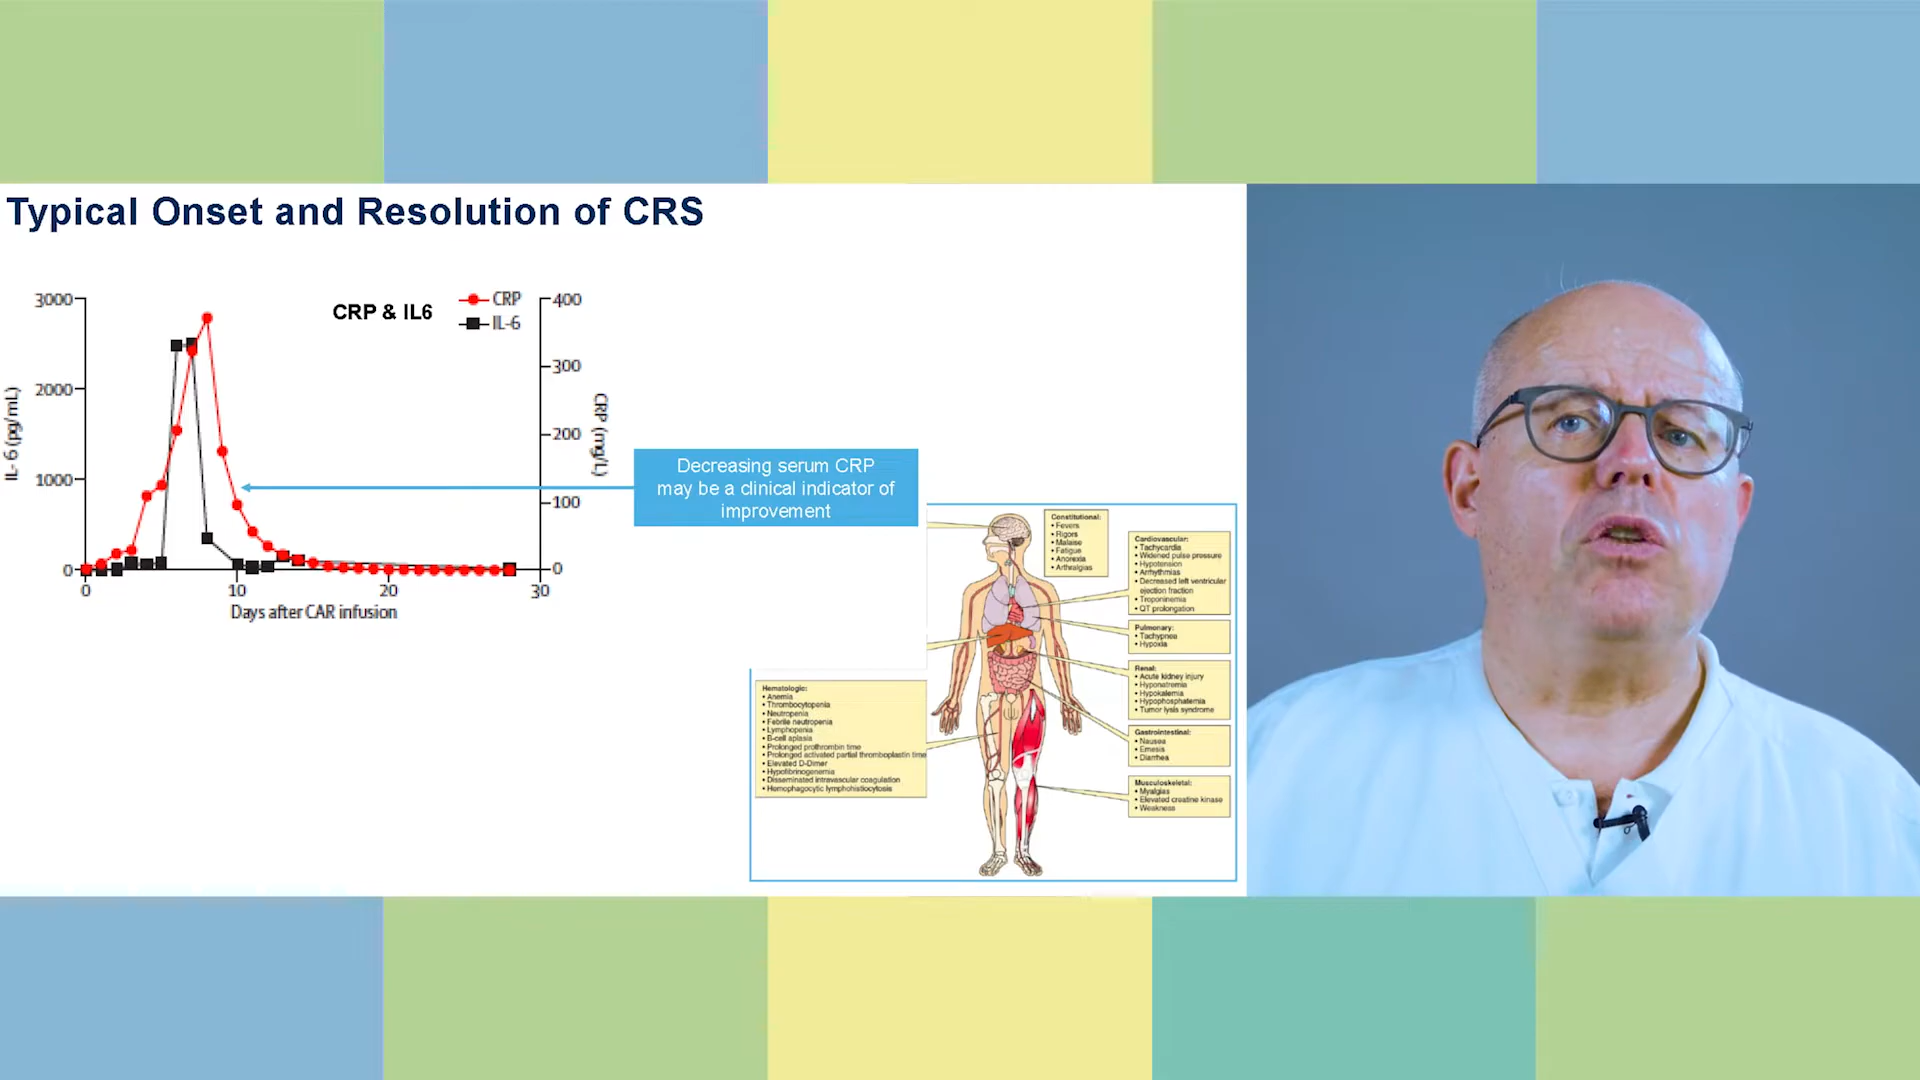 Typical Onset and Resolution of CRS
3000
2000
1000
0
IL-6 (pg/mL)
CRP & IL6
CRP
IL-6
400
300
200
100
0
CRP (mg/L)
0
10
20
30
Days after CAR infusion
Decreasing serum CRP
may be a clinical indicator of
improvement
Constitutional:
• Fevers
• Rigors
• Malaise
• Fatigue
• Anorexia
• Arthralgias
Cardiovascular:
• Tachycardia
• Widened pulse pressure
• Hypotension
• Arrhythmias
• Decreased left ventricular
ejection fraction
• Troponinemia
• QT prolongation
Pulmonary:
• Tachypnea
• Hypoxia
Renal:
• Acute kidney injury
• Hyponatremia
• Hypokalemia
• Hypophosphatemia
• Tumor lysis syndrome
Gastrointestinal:
• Nausea
• Emesis
• Diarrhea
Musculoskeletal:
• Myalgias
• Elevated creatine kinase
• Weakness
Hematologic:
• Anemia
• Thrombocytopenia
• Neutropenia
• Febrile neutropenia
• Lymphopenia
• B-cell aplasia
• Prolonged prothrombin time
• Prolonged activated partial thromboplastin time
• Elevated D-Dimer
• Hypofibrinogenemia
• Disseminated intravascular coagulation
• Hemophagocytic lymphohistiocytosis